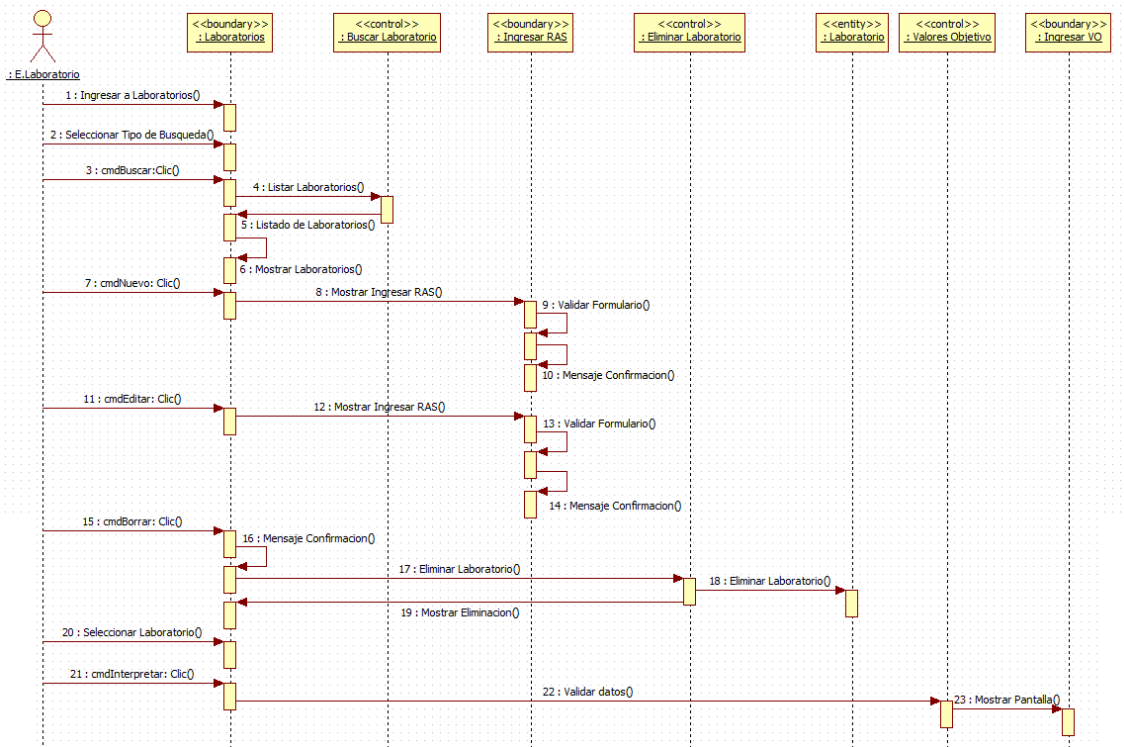 <<boundary>>
: Laboratorios
<<control>>
: Buscar Laboratorio
<<boundary>>
: Ingresar RAS
<<control>>
: Eliminar Laboratorio
<<entity>>
: Laboratorio
<<control>>
: Valores Objetivo
<<boundary>>
: Ingresar VO
: E.Laboratorio
1 : Ingresar a Laboratorios()
2 : Seleccionar Tipo de Busqueda()
3 : cmdBuscar:Clic()
4 : Listar Laboratorios()
5 : Listado de Laboratorios()
6 : Mostrar Laboratorios()
7 : cmdNuevo: Clic()
8 : Mostrar Ingresar RAS()
9 : Validar Formulario()
10 : Mensaje Confirmacion()
11 : cmdEditar: Clic()
12 : Mostrar Ingresar RAS()
13 : Validar Formulario()
14 : Mensaje Confirmacion()
15 : cmdBorrar: Clic()
16 : Mensaje Confirmacion()
17 : Eliminar Laboratorio()
18 : Eliminar Laboratorio()
19 : Mostrar Eliminacion()
20 : Seleccionar Laboratorio()
21 : cmdInterpretar: Clic()
22 : Validar datos()
23 : Mostrar Pantalla()